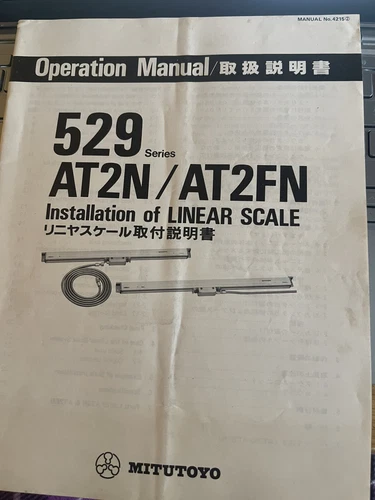 MANUAL No.4215②
Operation Manual/取扱説明書
529 Series
AT2N/AT2FN
Installation of LINEAR SCALE
リニヤスケール取付説明書
MITUTOYO